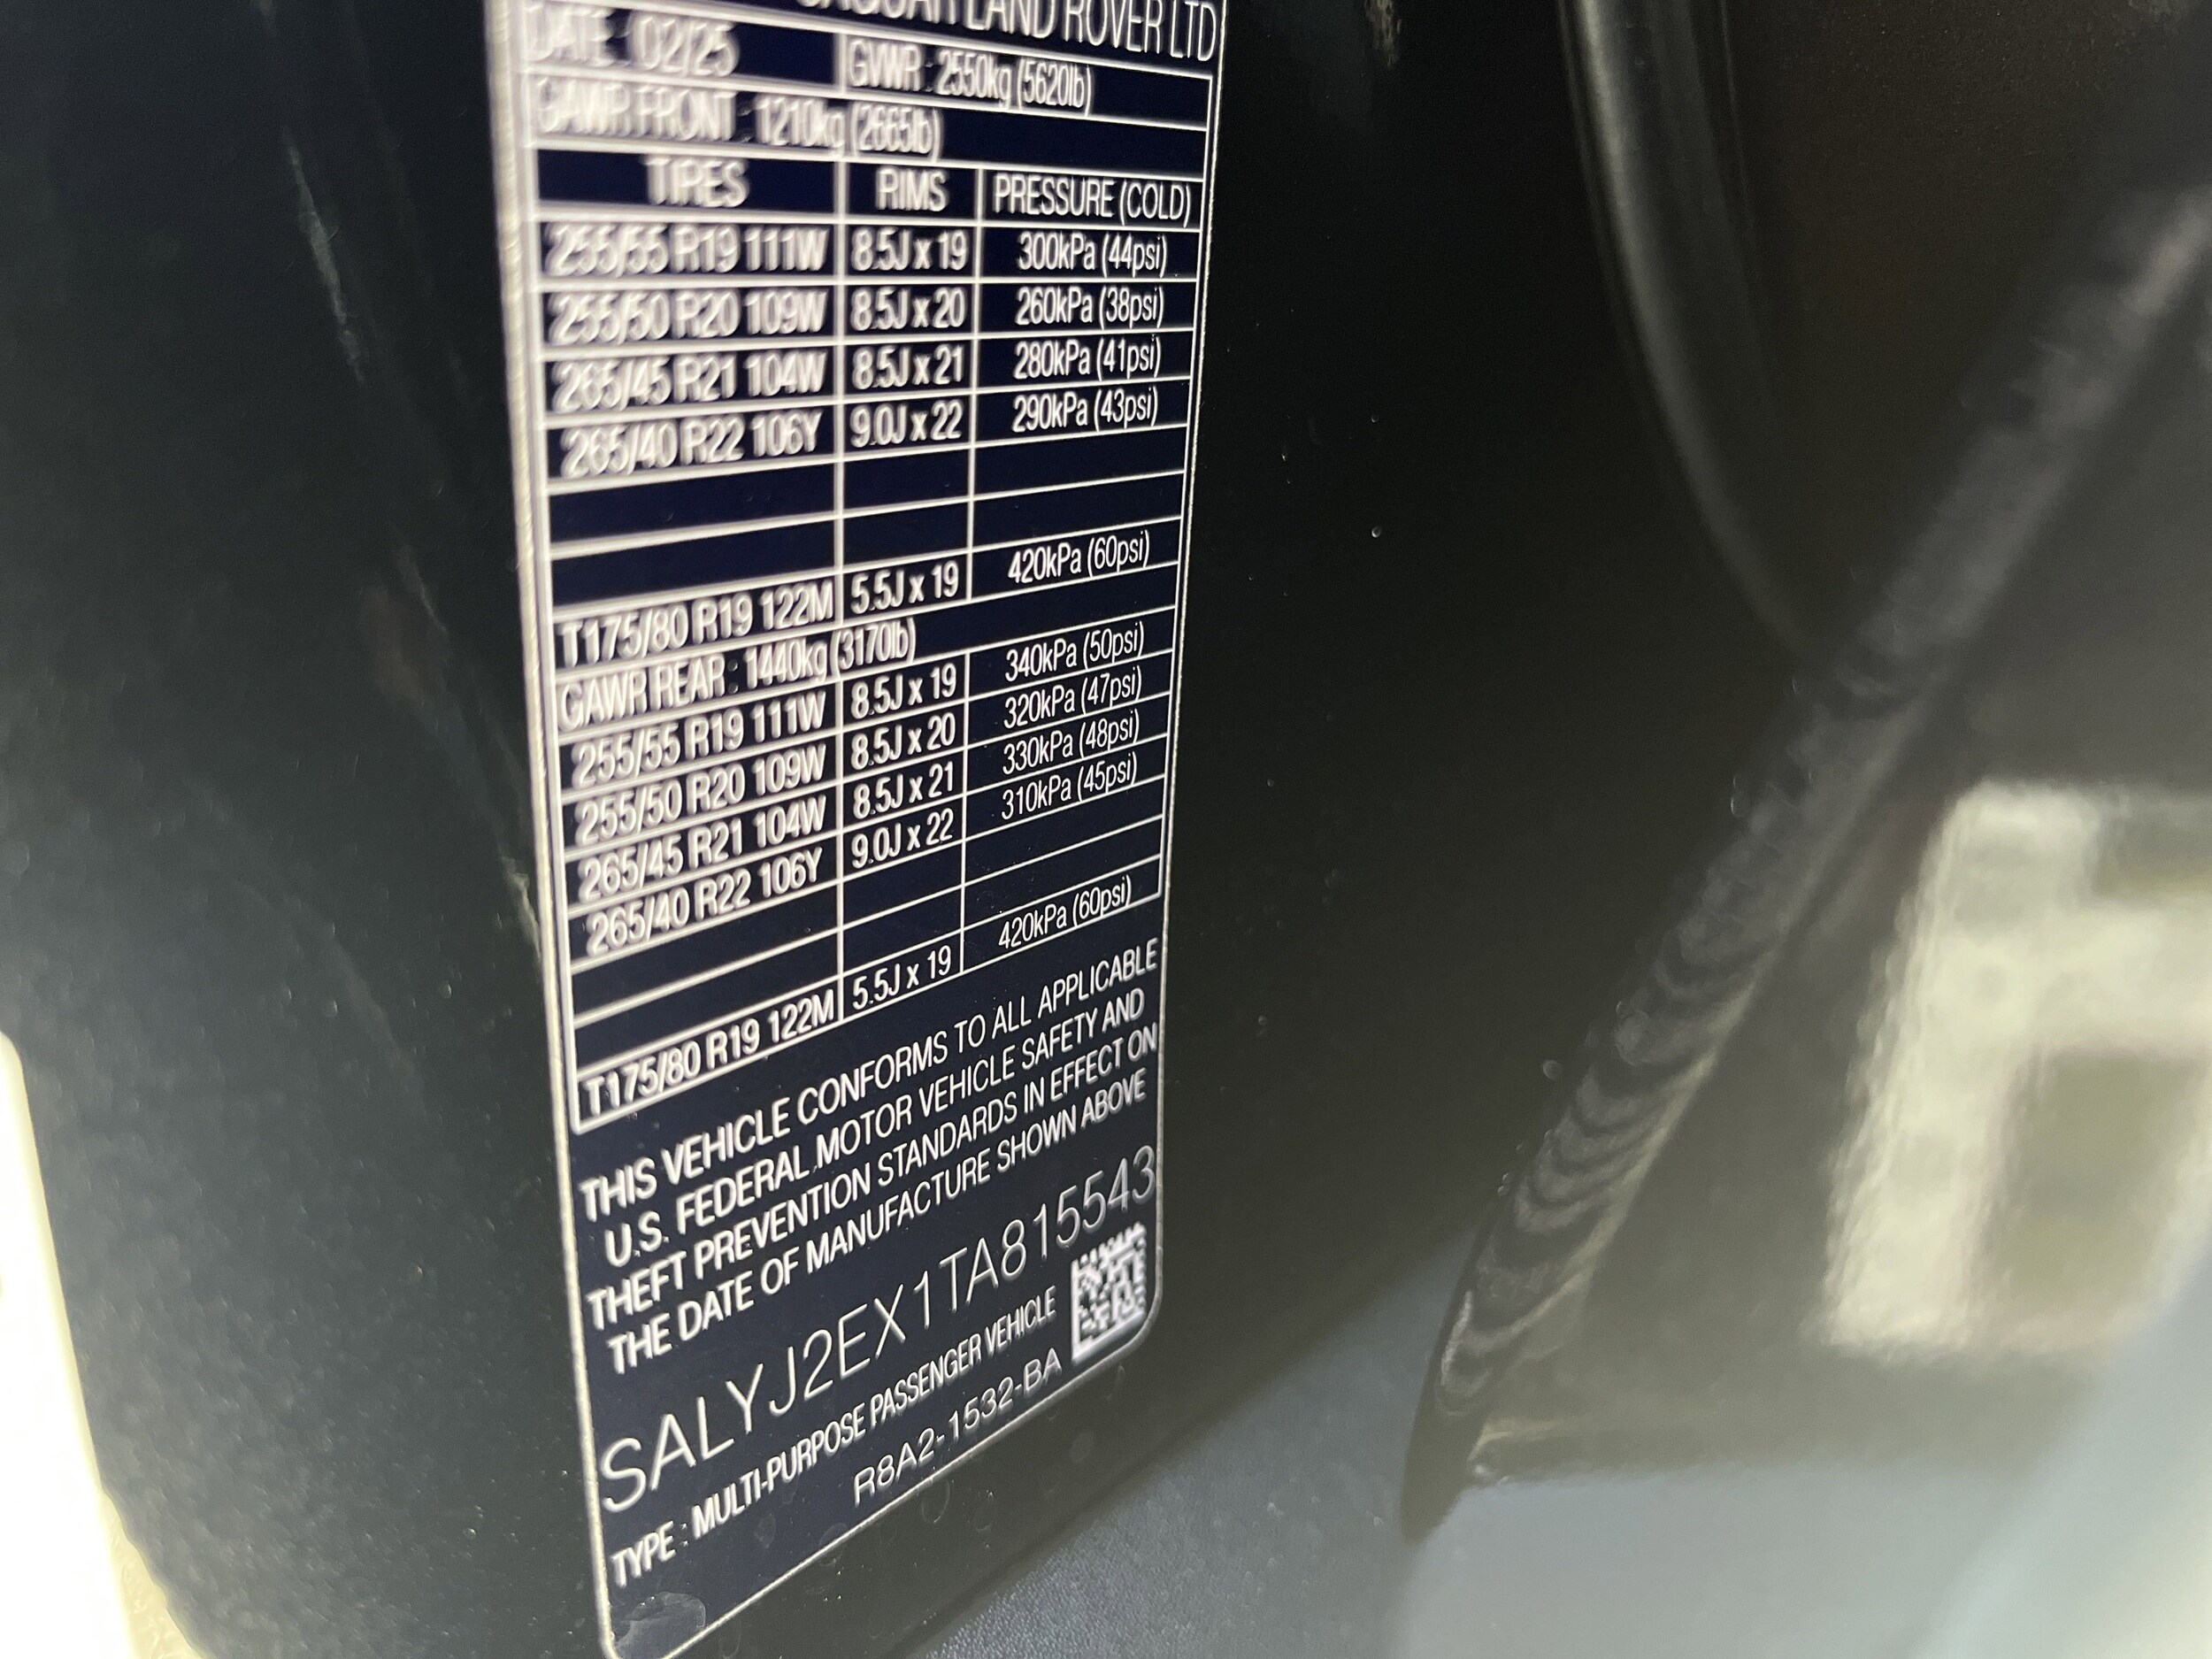 JAGUAR LAND ROVER LTD
DATE : 02/25 GVWR : 2550kg (5620lb)
GAWR FRONT : 1210kg (2665lb)
TIRES RIMS PRESSURE (COLD)
255/55 R19 111W 8.5J x 19 300kPa (44psi)
255/50 R20 109W 8.5J x 20 260kPa (38psi)
265/45 R21 104W 8.5J x 21 280kPa (41psi)
265/40 R22 106Y 9.0J x 22 290kPa (43psi)
T175/80 R19 122M 5.5J x 19 420kPa (60psi)
GAWR REAR : 1440kg (3170lb)
255/55 R19 111W 8.5J x 19 340kPa (50psi)
255/50 R20 109W 8.5J x 20 320kPa (47psi)
265/45 R21 104W 8.5J x 21 330kPa (48psi)
265/40 R22 106Y 9.0J x 22 310kPa (45psi)
T175/80 R19 122M 5.5J x 19 420kPa (60psi)
THIS VEHICLE CONFORMS TO ALL APPLICABLE
U.S. FEDERAL MOTOR VEHICLE SAFETY AND
THEFT PREVENTION STANDARDS IN EFFECT ON
THE DATE OF MANUFACTURE SHOWN ABOVE
SALYJ2EX1TA815543
TYPE : MULTI-PURPOSE PASSENGER VEHICLE
R8A2-1532-BA